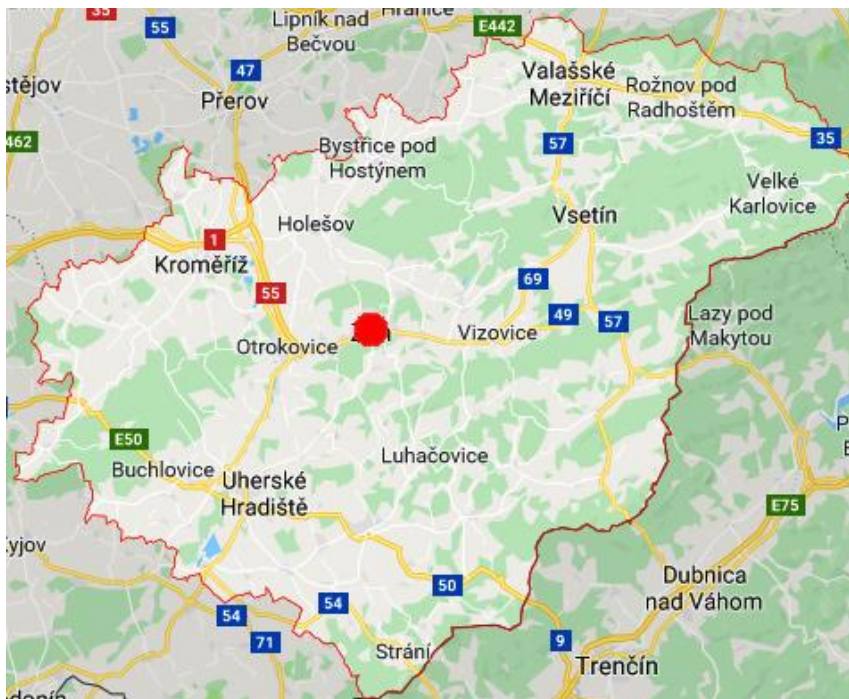 35
Lipník nad
Bečvou
Hranice
E442
55
47
Přerov
462
Valašské
Meziříčí
Rožnov pod
Radhoštěm
35
57
Bystřice pod
Hostýnem
Velké
Karlovice
Vsetín
Holešov
1
Kroměříž
55
69
49
57
Lazy pod
Makytou
Otrokovice
Vizovice
E50
Buchlovice
Luhačovice
Uherské
Hradiště
E75
50
Dubnica
nad Váhom
54
54
71
9
Strání
Trenčín